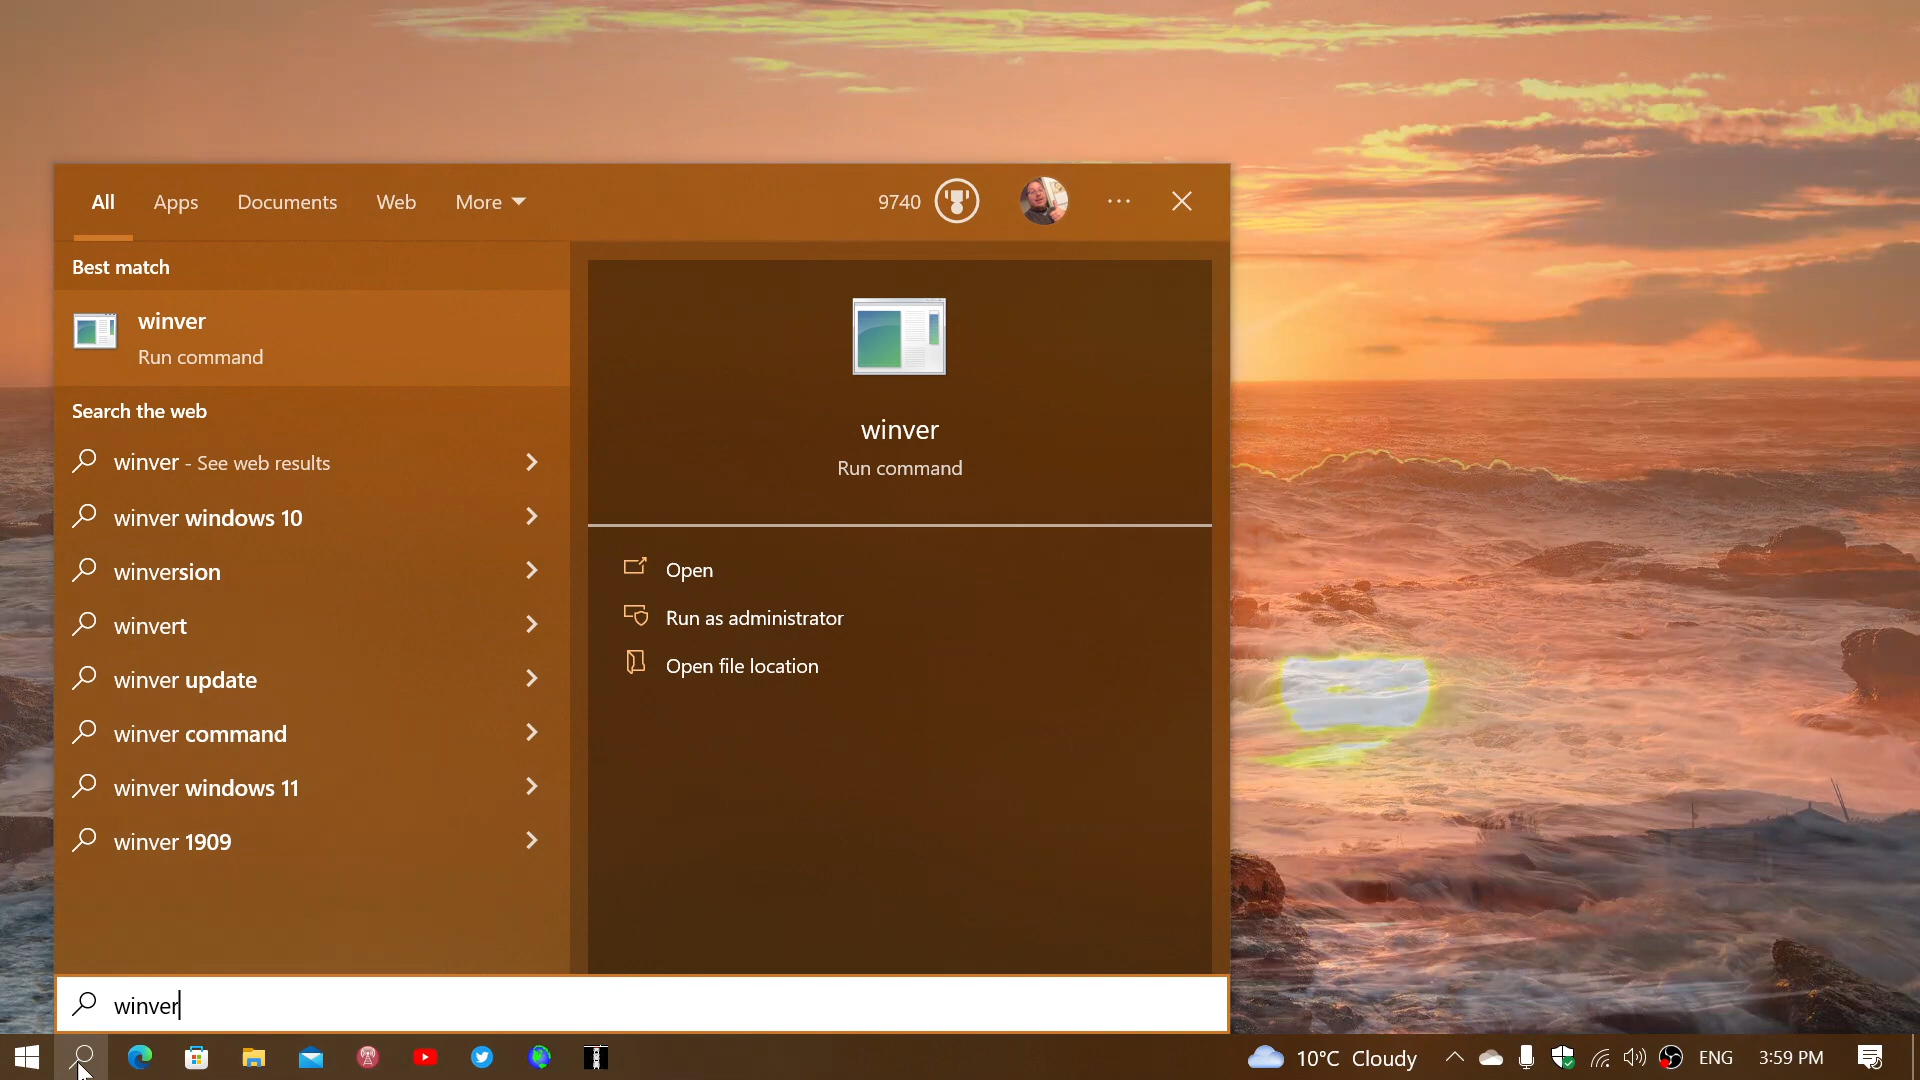 All
Apps
Documents
Web
More
9740
Best match
winver
Run command
Search the web
winver - See web results
winver windows 10
winversion
winvert
winver update
winver command
winver windows 11
winver 1909
winver
Run command
Open
Run as administrator
Open file location
winver
10°C Cloudy
ENG
3:59 PM